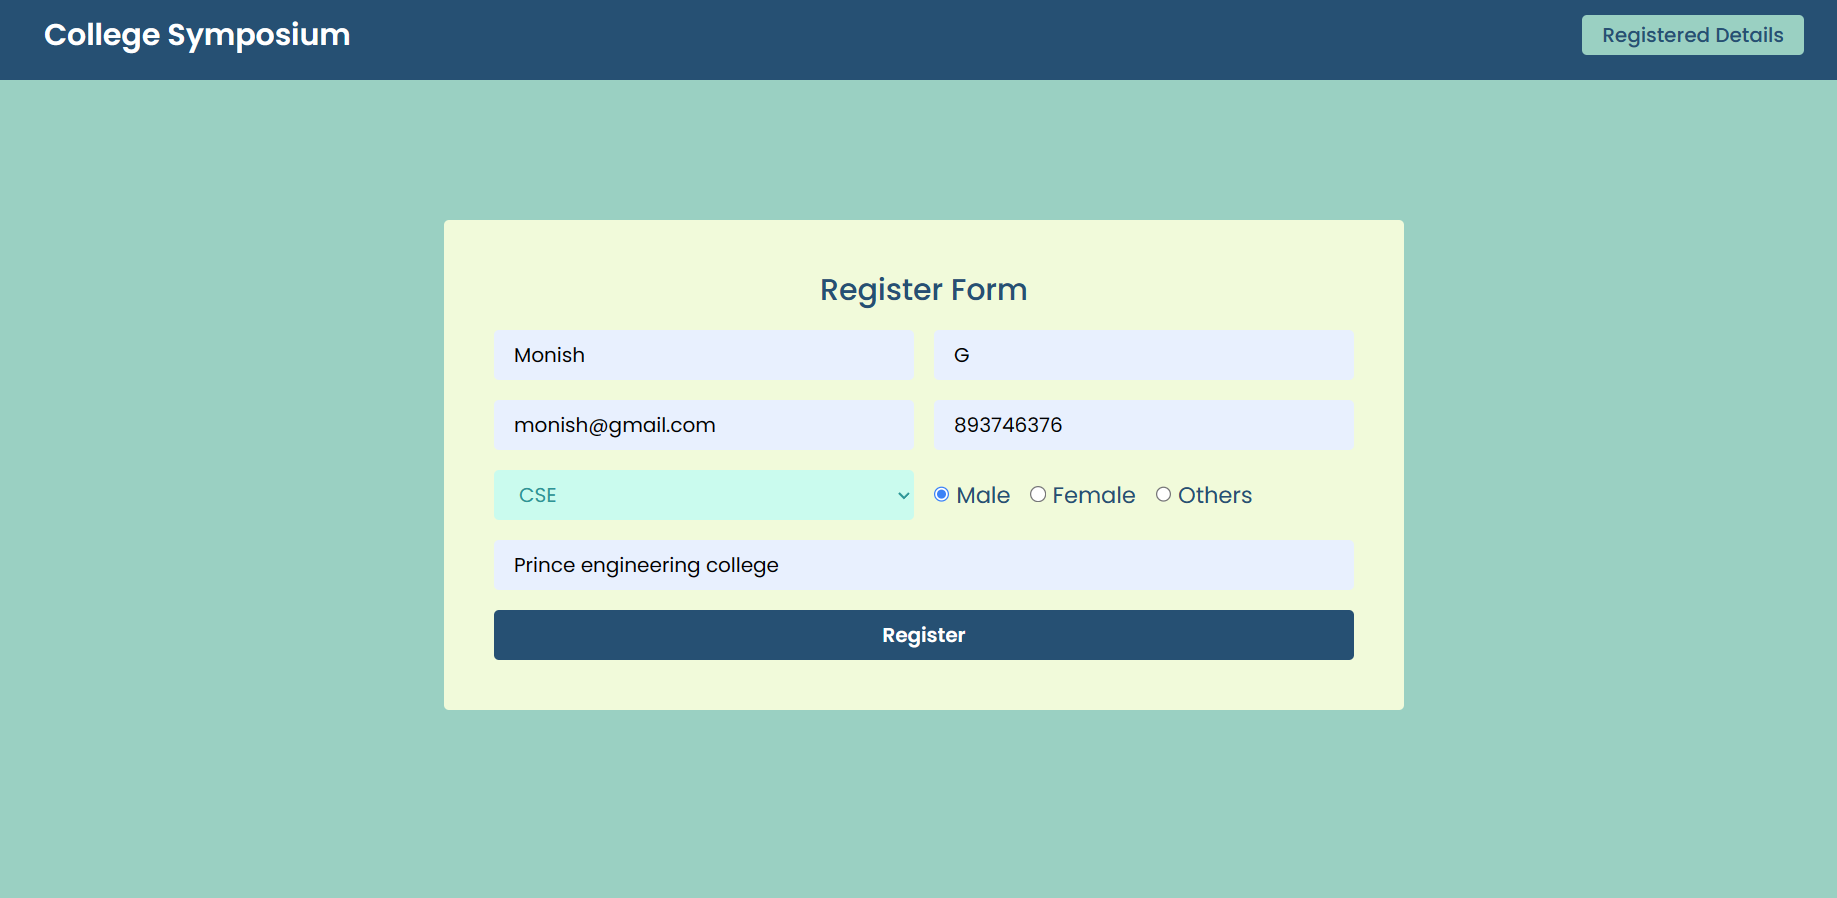 College Symposium
Registered Details
Register Form
Monish
G
monish@gmail.com
893746376
CSE
Male
Female
Others
Prince engineering college
Register